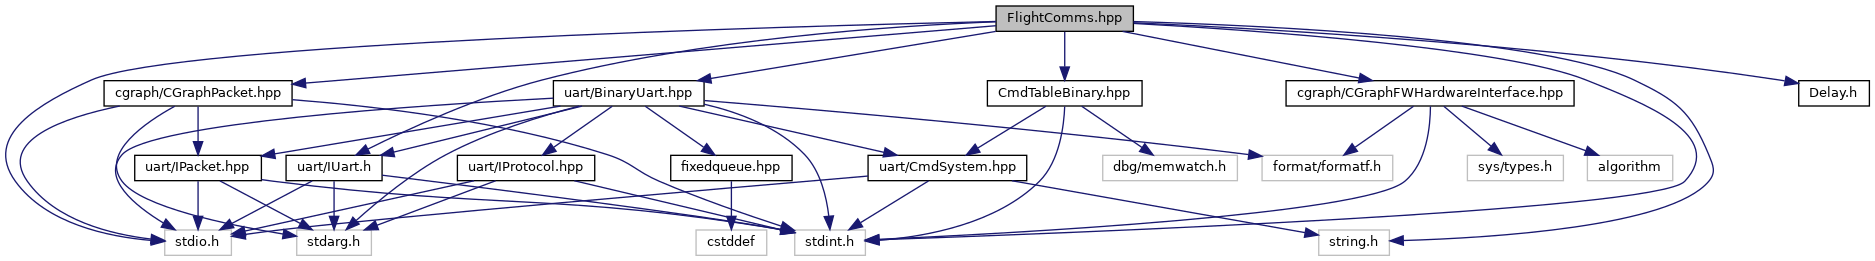 FlightComms.hpp
cgraph/CGraphPacket.hpp
uart/BinaryUart.hpp
CmdTableBinary.hpp
cgraph/CGraphFWHardwareInterface.hpp
Delay.h
uart/IPacket.hpp
uart/IUart.h
uart/IProtocol.hpp
fixedqueue.hpp
uart/CmdSystem.hpp
dbg/memwatch.h
format/formatf.h
sys/types.h
algorithm
stdio.h
stdarg.h
cstddef
stdint.h
string.h